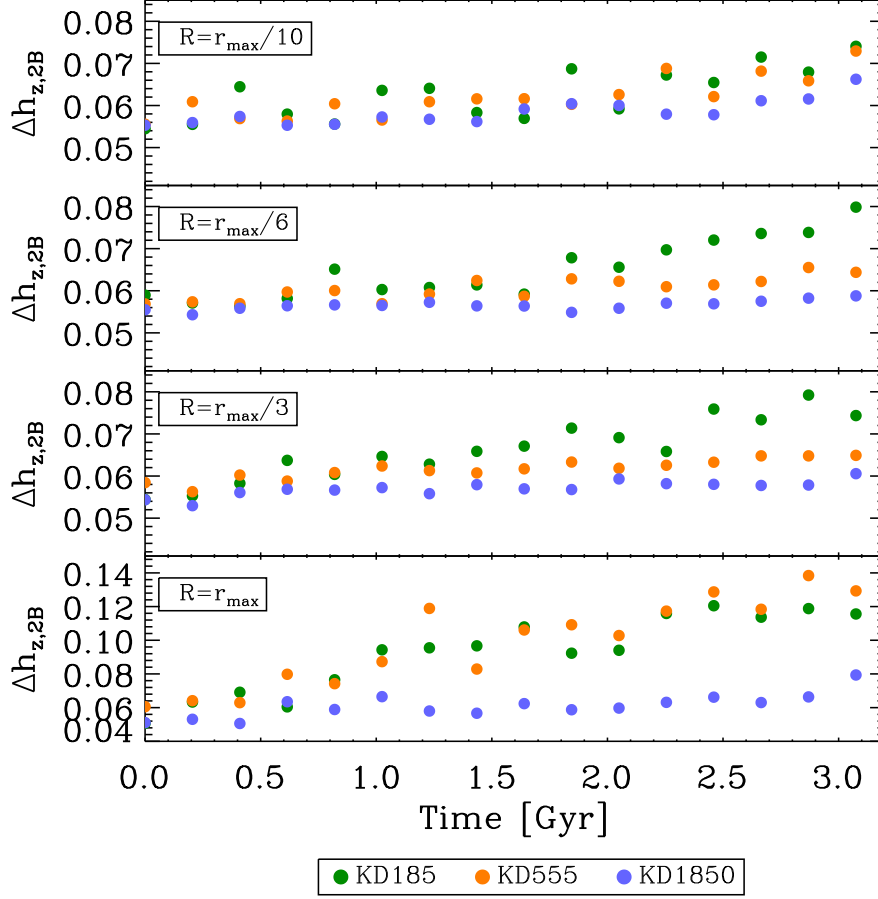 0.08
R=r_max/10
0.07
Δh_z,2B
0.06
0.05
0.08
R=r_max/6
0.07
Δh_z,2B
0.06
0.05
0.08
R=r_max/3
0.07
Δh_z,2B
0.06
0.05
0.14
R=r_max
0.12
Δh_z,2B
0.10
0.08
0.06
0.04
0.0 0.5 1.0 1.5 2.0 2.5 3.0
Time [Gyr]
KD185 KD555 KD1850